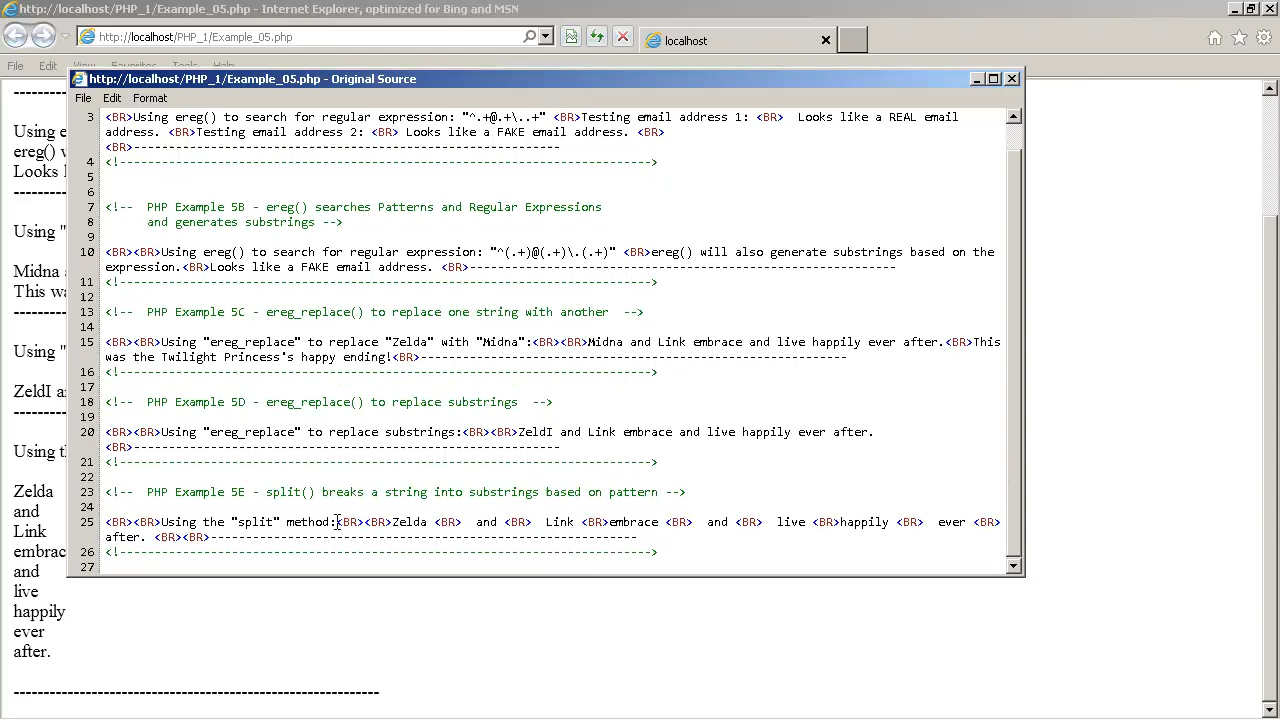 http://localhost/PHP_1/Example_05.php - Internet Explorer, optimized for Bing and MSN
http://localhost/PHP_1/Example_05.php
localhost
File Edit View Favorites Tools Help
http://localhost/PHP_1/Example_05.php - Original Source
File Edit Format
3 <BR>Using ereg() to search for regular expression: "^.+@.+\..+" <BR>Testing email address 1: <BR> Looks like a REAL email
address. <BR>Testing email address 2: <BR> Looks like a FAKE email address. <BR>
<BR>-------------------------------------------------------------
4 <!----------------------------------------------------------------------------->
5
6
7 <!-- PHP Example 5B - ereg() searches Patterns and Regular Expressions
8 and generates substrings -->
9
10 <BR><BR>Using ereg() to search for regular expression: "^(.+)@(.+)\.(.+)" <BR>ereg() will also generate substrings based on the
expression.<BR>Looks like a FAKE email address. <BR>-------------------------------------------------------------
11 <!----------------------------------------------------------------------------->
12
13 <!-- PHP Example 5C - ereg_replace() to replace one string with another -->
14
15 <BR><BR>Using "ereg_replace" to replace "Zelda" with "Midna":<BR><BR>Midna and Link embrace and live happily ever after.<BR>This
was the Twilight Princess's happy ending!<BR>-------------------------------------------------------------
16 <!----------------------------------------------------------------------------->
17
18 <!-- PHP Example 5D - ereg_replace() to replace substrings -->
19
20 <BR><BR>Using "ereg_replace" to replace substrings:<BR><BR>ZeldI and Link embrace and live happily ever after.
<BR>-------------------------------------------------------------
21 <!----------------------------------------------------------------------------->
22
23 <!-- PHP Example 5E - split() breaks a string into substrings based on pattern -->
24
25 <BR><BR>Using the "split" method:<BR><BR>Zelda <BR> and <BR> Link <BR>embrace <BR> and <BR> live <BR>happily <BR> ever <BR>
after. <BR><BR>-------------------------------------------------------------
26 <!----------------------------------------------------------------------------->
27
---------
Using e
ereg() w
Looks l
---------
Using "
Midna a
This wa
---------
Using "
ZeldI an
---------
Using th
Zelda
and
Link
embrac
and
live
happily
ever
after.
-------------------------------------------------------------